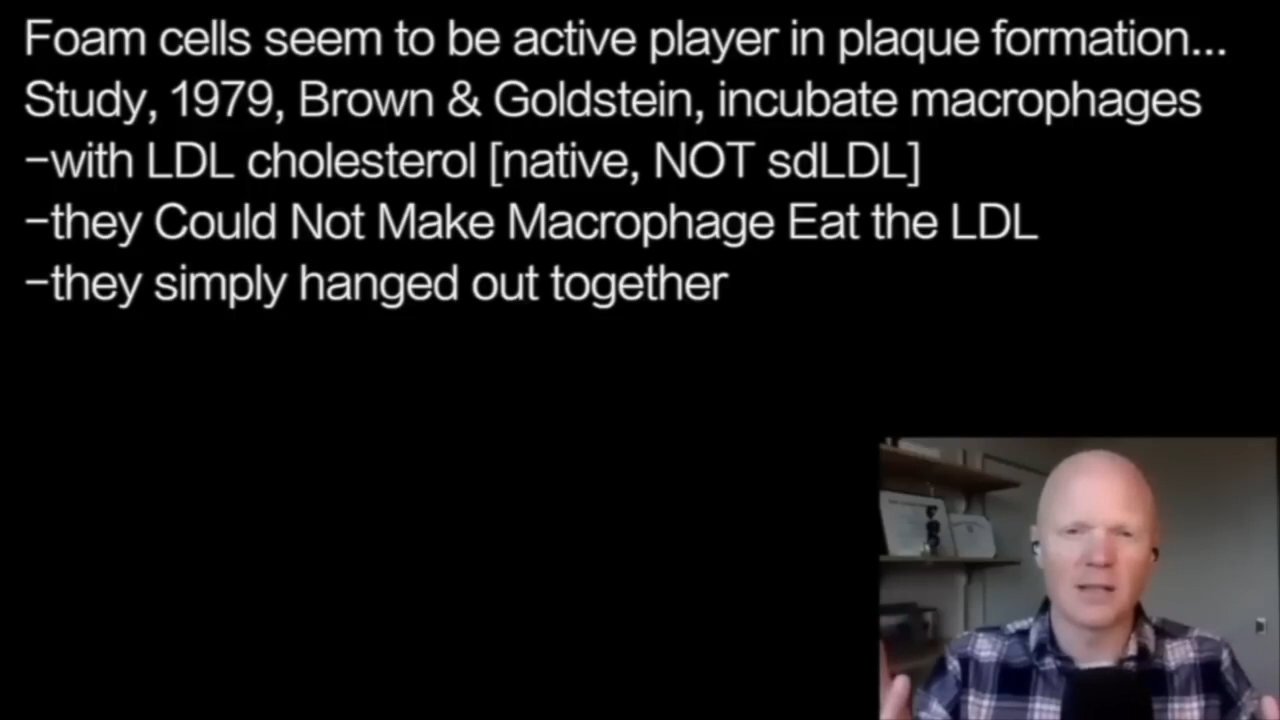 Foam cells seem to be active player in plaque formation...
Study, 1979, Brown & Goldstein, incubate macrophages
−with LDL cholesterol [native, NOT sdLDL]
−they Could Not Make Macrophage Eat the LDL
−they simply hanged out together